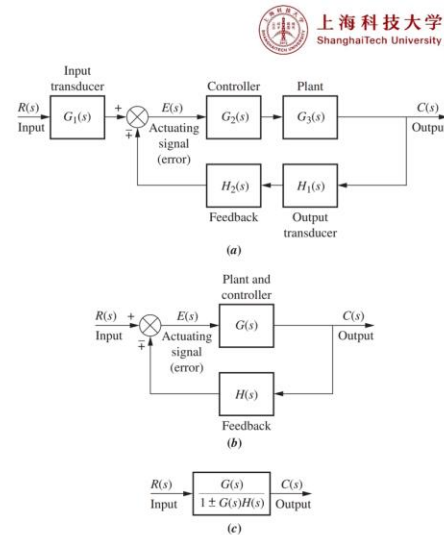 上海科技大学
ShanghaiTech University
Input
transducer
Controller
Plant
R(s)
Input
G₁(s)
+
∓
E(s)
Actuating
signal
(error)
G₂(s)
G₃(s)
C(s)
Output
H₂(s)
H₁(s)
Feedback
Output
transducer
(a)
Plant and
controller
R(s)
Input
+
∓
E(s)
Actuating
signal
(error)
G(s)
C(s)
Output
H(s)
Feedback
(b)
R(s)
Input
G(s)
1 ± G(s)H(s)
C(s)
Output
(c)